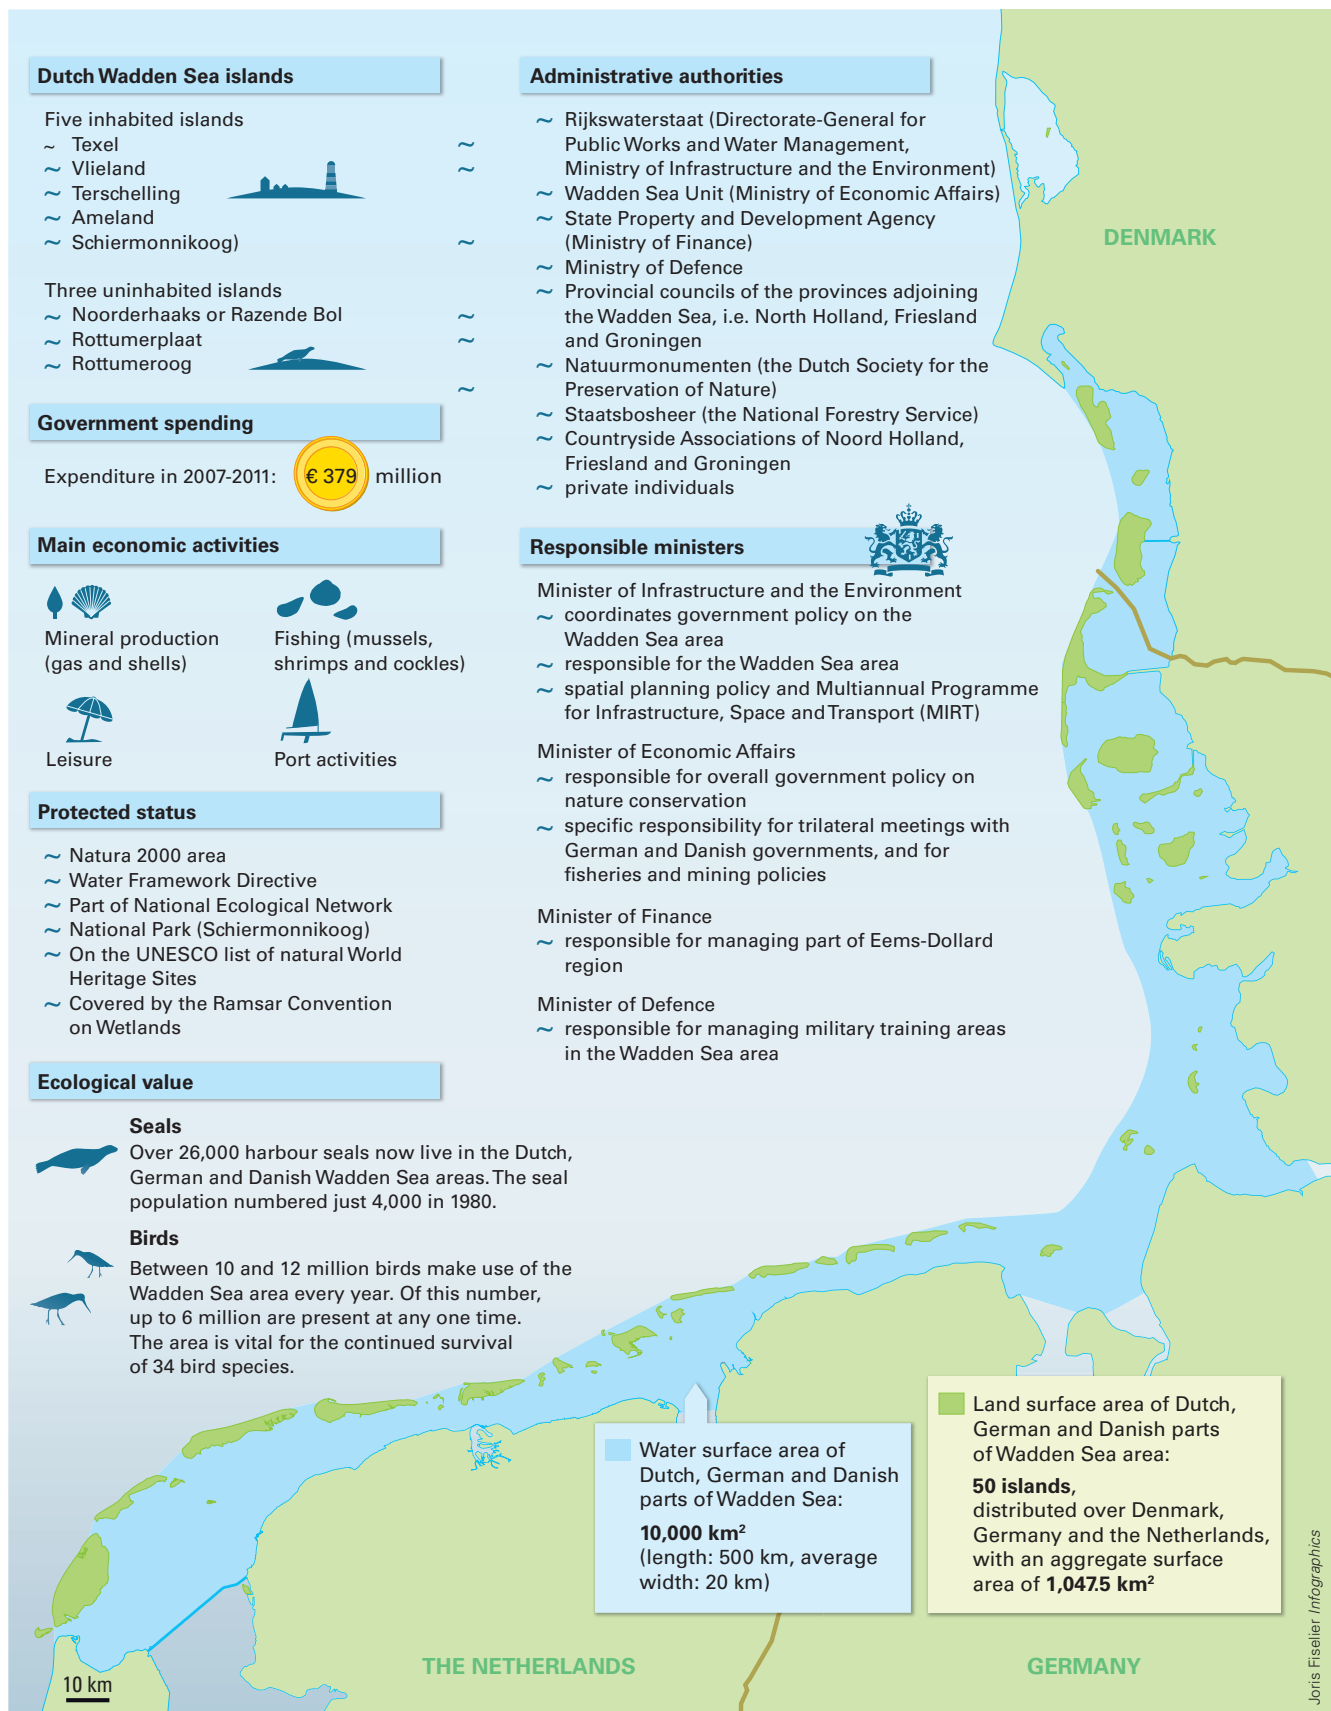 Dutch Wadden Sea islands
Five inhabited islands
~ Texel
~ Vlieland
~ Terschelling
~ Ameland
~ Schiermonnikoog)
Three uninhabited islands
~ Noorderhaaks or Razende Bol
~ Rottumerplaat
~ Rottumeroog
Government spending
Expenditure in 2007-2011: € 379 million
Main economic activities
Mineral production
(gas and shells)
Fishing (mussels,
shrimps and cockles)
Leisure
Port activities
Protected status
~ Natura 2000 area
~ Water Framework Directive
~ Part of National Ecological Network
~ National Park (Schiermonnikoog)
~ On the UNESCO list of natural World
Heritage Sites
~ Covered by the Ramsar Convention
on Wetlands
Ecological value
Seals
Over 26,000 harbour seals now live in the Dutch,
German and Danish Wadden Sea areas. The seal
population numbered just 4,000 in 1980.
Birds
Between 10 and 12 million birds make use of the
Wadden Sea area every year. Of this number,
up to 6 million are present at any one time.
The area is vital for the continued survival
of 34 bird species.
Administrative authorities
~ Rijkswaterstaat (Directorate-General for
Public Works and Water Management,
Ministry of Infrastructure and the Environment)
~ Wadden Sea Unit (Ministry of Economic Affairs)
~ State Property and Development Agency
(Ministry of Finance)
~ Ministry of Defence
~ Provincial councils of the provinces adjoining
the Wadden Sea, i.e. North Holland, Friesland
and Groningen
~ Natuurmonumenten (the Dutch Society for the
Preservation of Nature)
~ Staatsbosheer (the National Forestry Service)
~ Countryside Associations of Noord Holland,
Friesland and Groningen
~ private individuals
Responsible ministers
Minister of Infrastructure and the Environment
~ coordinates government policy on the
Wadden Sea area
~ responsible for the Wadden Sea area
~ spatial planning policy and Multiannual Programme
for Infrastructure, Space and Transport (MIRT)
Minister of Economic Affairs
~ responsible for overall government policy on
nature conservation
~ specific responsibility for trilateral meetings with
German and Danish governments, and for
fisheries and mining policies
Minister of Finance
~ responsible for managing part of Eems-Dollard
region
Minister of Defence
~ responsible for managing military training areas
in the Wadden Sea area
DENMARK
Water surface area of
Dutch, German and Danish
parts of Wadden Sea:
10,000 km²
(length: 500 km, average
width: 20 km)
Land surface area of Dutch,
German and Danish parts
of Wadden Sea area:
50 islands,
distributed over Denmark,
Germany and the Netherlands,
with an aggregate surface
area of 1,047.5 km²
THE NETHERLANDS
GERMANY
10 km
Joris Fiselier Infographics